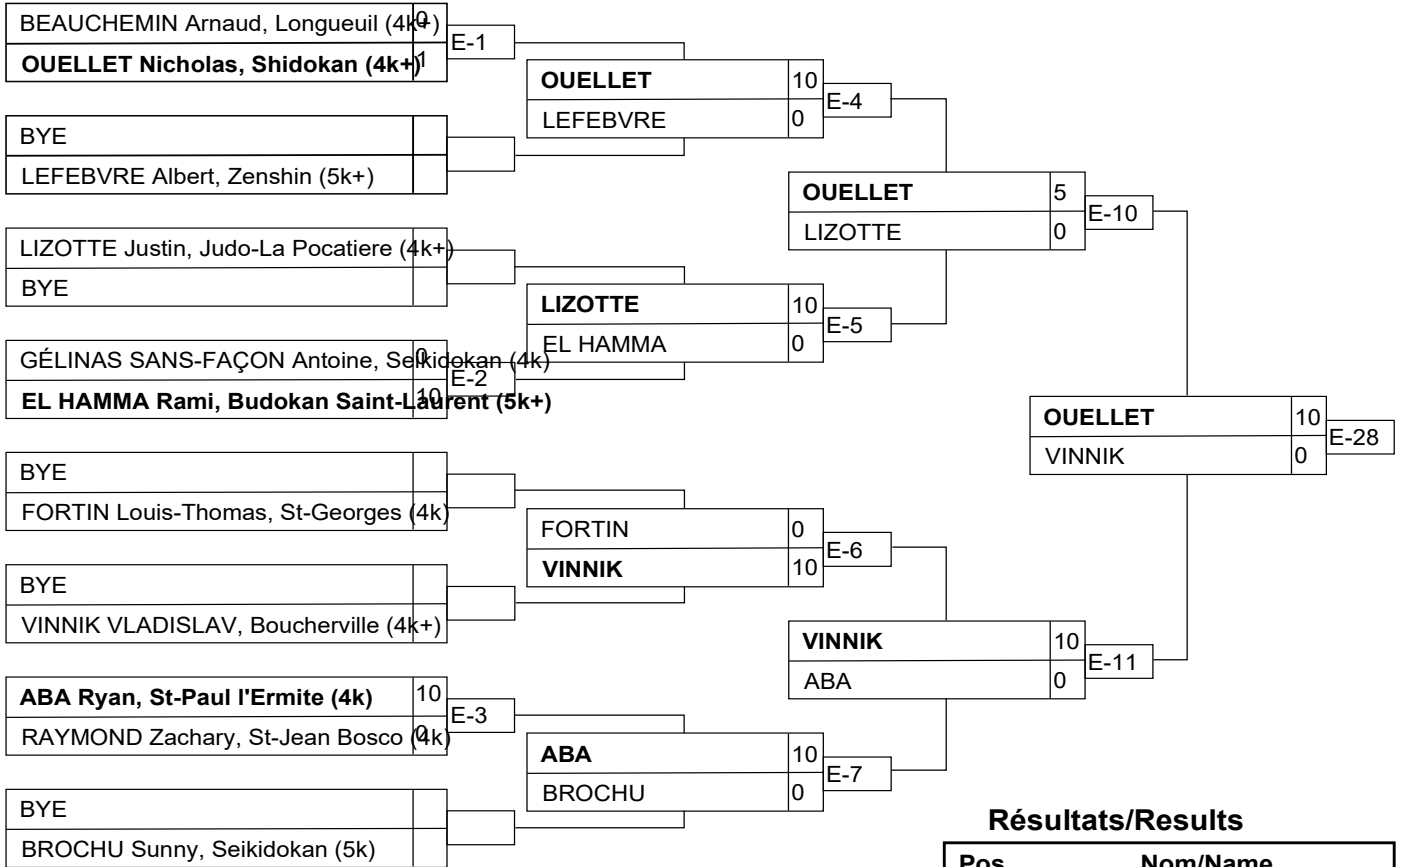 BEAUCHEMIN Arnaud, Longueuil (4k+) 0
E-1
OUELLET Nicholas, Shidokan (4k+) 1
OUELLET 10
E-4
LEFEBVRE 0
BYE
LEFEBVRE Albert, Zenshin (5k+)
OUELLET 5
E-10
LIZOTTE 0
LIZOTTE Justin, Judo-La Pocatiere (4k+)
BYE
LIZOTTE 10
E-5
EL HAMMA 0
GÉLINAS SANS-FAÇON Antoine, Seikidokan (4k) 0
E-2
EL HAMMA Rami, Budokan Saint-Laurent (5k+) 10
OUELLET 10
E-28
VINNIK 0
BYE
FORTIN Louis-Thomas, St-Georges (4k)
FORTIN 0
E-6
VINNIK 10
BYE
VINNIK VLADISLAV, Boucherville (4k+)
VINNIK 10
E-11
ABA 0
ABA Ryan, St-Paul l'Ermite (4k) 10
E-3
RAYMOND Zachary, St-Jean Bosco (4k) 0
ABA 10
E-7
BROCHU 0
BYE
BROCHU Sunny, Seikidokan (5k)
Résultats/Results
Pos Nom/Name